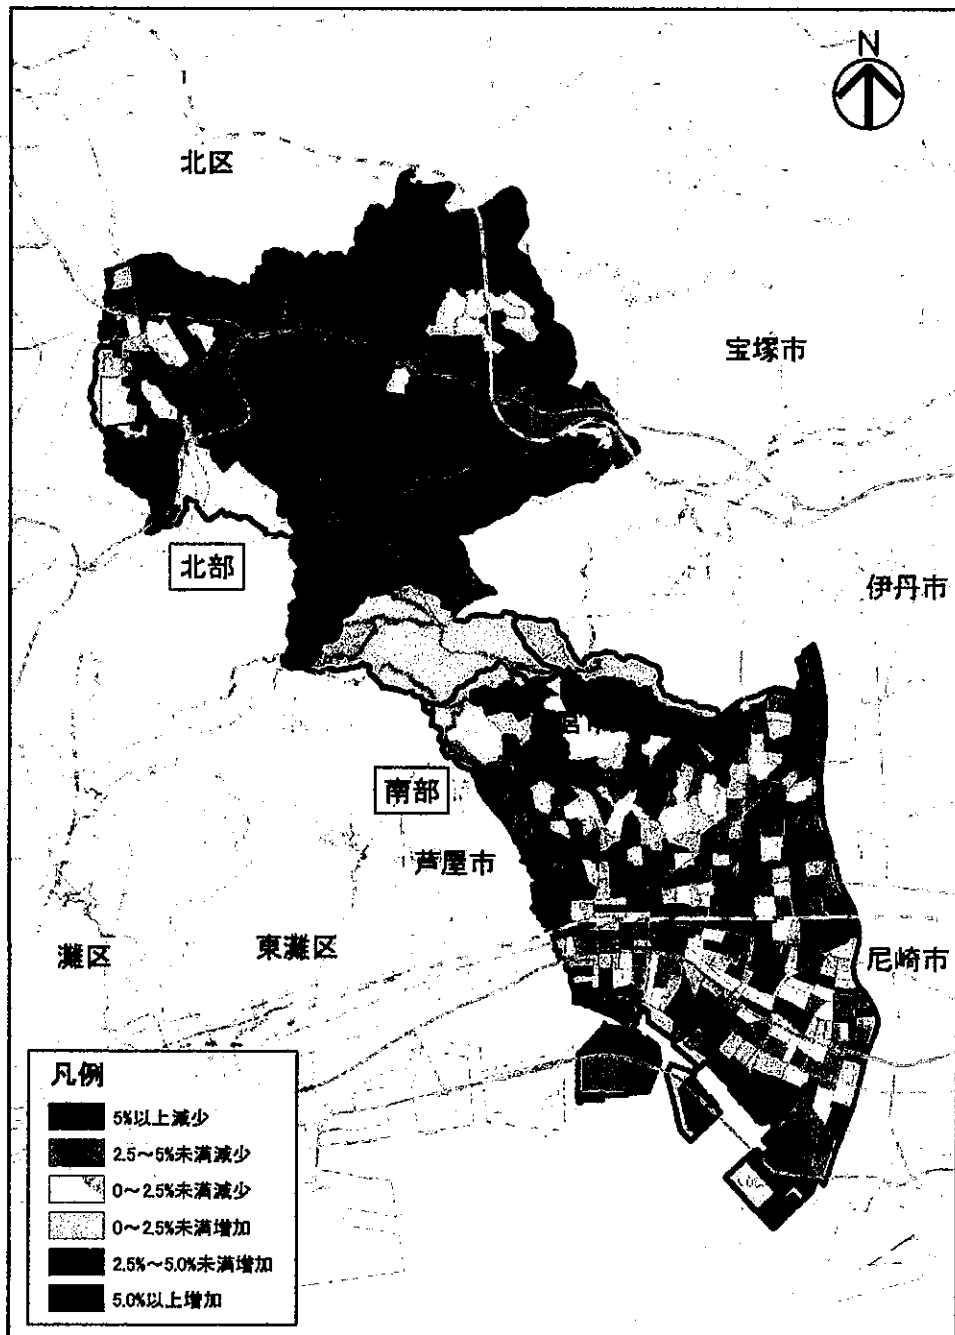 N
北区
宝塚市
北部
伊丹市
南部
芦屋市
灘区
東灘区
尼崎市
凡例
5%以上減少
2.5～5%未満減少
0～2.5%未満減少
0～2.5%未満増加
2.5%～5.0%未満増加
5.0%以上増加